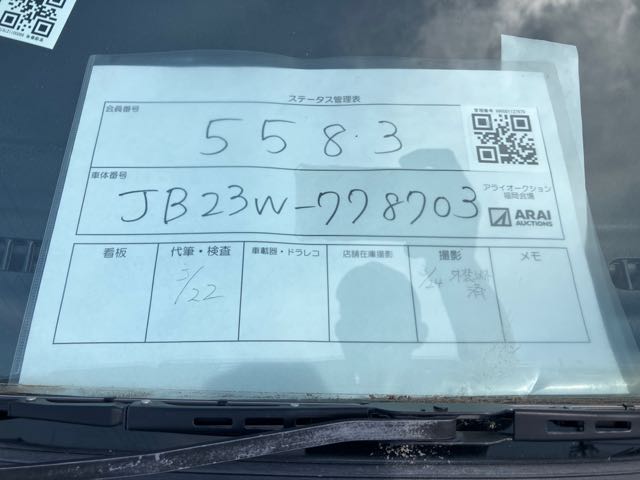 ステータス管理表
会員番号
5583
車体番号
JB23W-778703
アライオークション
福岡会場
ARAI
AUCTIONS
看板
代筆・検査
車載器・ドラレコ
店舗在庫撮影
撮影
メモ
/22
/24
済